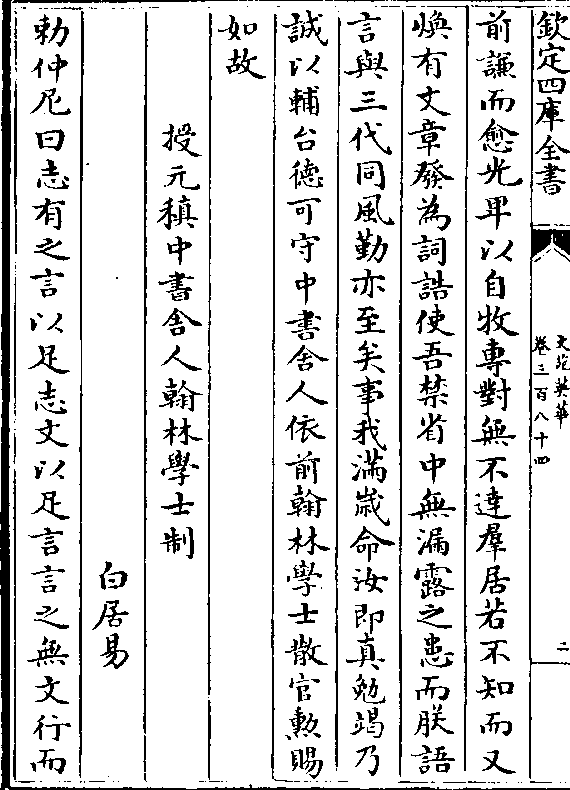 欽定四庫全書
文苑英華
卷三百八十四
二
前謙而愈光卑以自牧專對無不達羣居若不知而又
煥有文章發為詞誥使吾禁省中無漏露之患而朕語
言與三代同風勤亦至矣事我滿歳命汝即真勉竭乃
誠以輔台德可守中書舍人依前翰林學士散官勲賜
如故
授元稹中書舍人翰林學士制
白居易
勅仲尼曰志有之言以足志文以足言言之無文行而